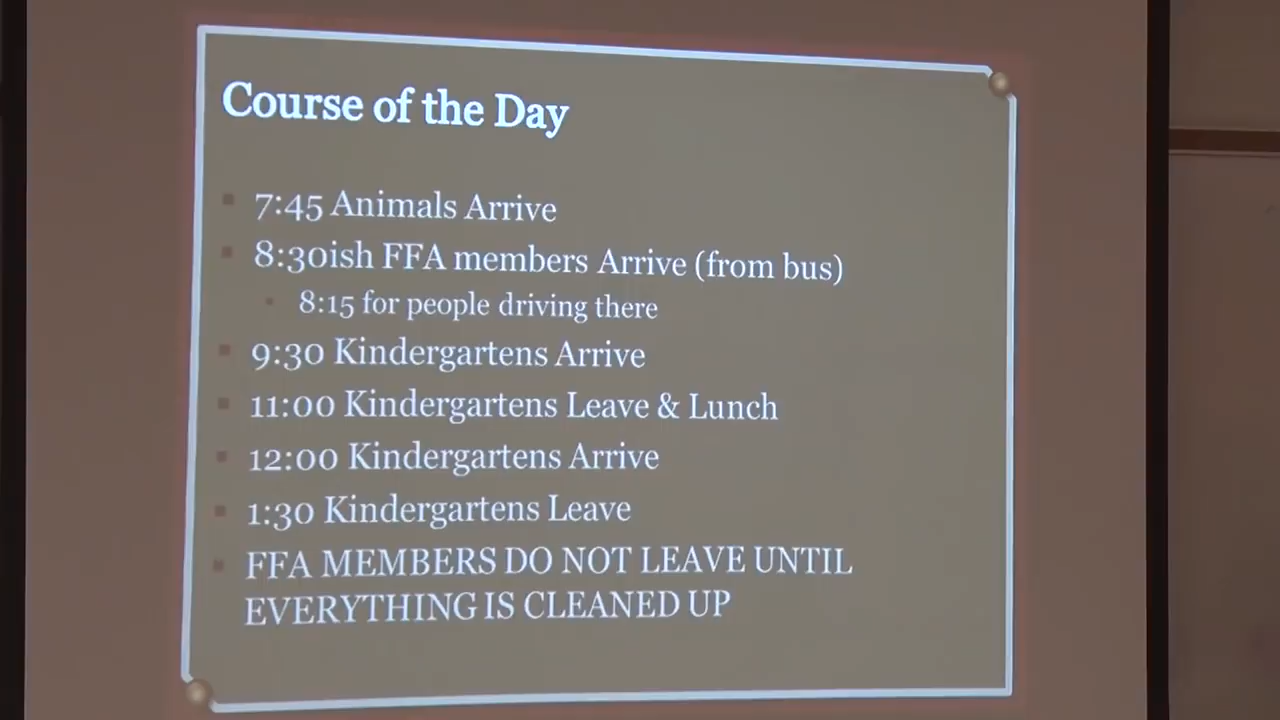 Course of the Day
7:45 Animals Arrive
8:30ish FFA members Arrive (from bus)
8:15 for people driving there
9:30 Kindergartens Arrive
11:00 Kindergartens Leave & Lunch
12:00 Kindergartens Arrive
1:30 Kindergartens Leave
FFA MEMBERS DO NOT LEAVE UNTIL
EVERYTHING IS CLEANED UP